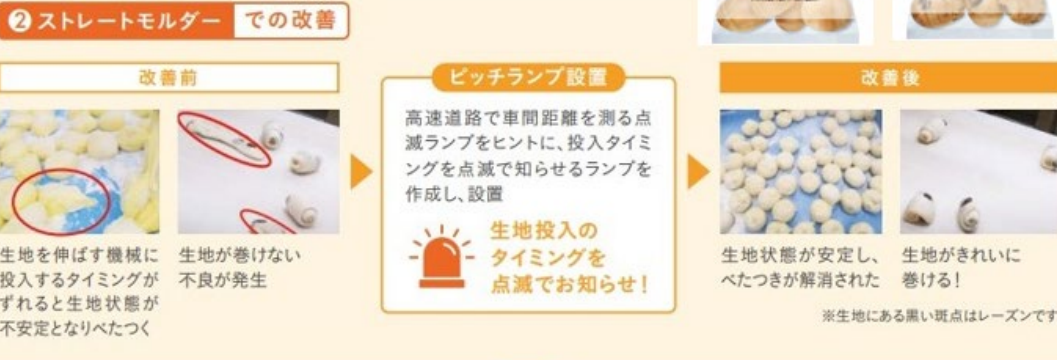 ② ストレートモルダー での改善
改善前
生地を伸ばす機械に
投入するタイミングが
ずれると生地状態が
不安定となりべたつく
生地が巻けない
不良が発生
ピッチランプ設置
高速道路で車間距離を測る点
滅ランプをヒントに、投入タイミ
ングを点滅で知らせるランプを
作成し、設置
生地投入の
タイミングを
点滅でお知らせ!
改善後
生地状態が安定し、
べたつきが解消された
生地がきれいに
巻ける!
※生地にある黒い斑点はレーズンです